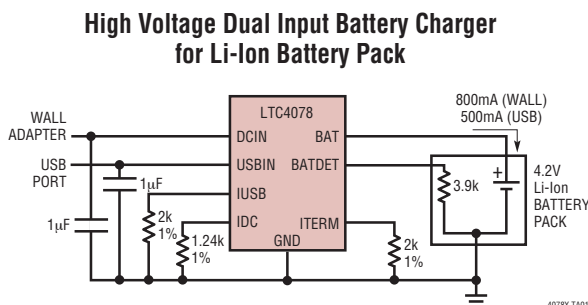 High Voltage Dual Input Battery Charger
for Li-Ion Battery Pack
WALL
ADAPTER
USB
PORT
1µF
1µF
2k
1%
1.24k
1%
LTC4078
DCIN
USBIN
IUSB
IDC
GND
BAT
BATDET
ITERM
2k
1%
800mA (WALL)
500mA (USB)
3.9k
+
4.2V
Li-Ion
BATTERY
PACK
4078X TA01